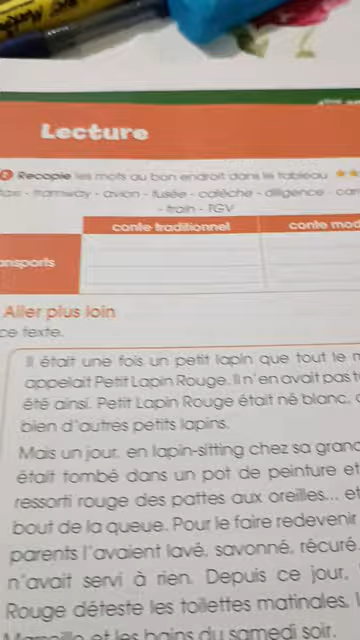 Lecture
Recopie les mots au bon endroit dans le tableau.
- tramway - avion - fusée - calèche - diligence - car
- train - TGV
conte traditionnel
conte mod
ansports
Aller plus loin
ce texte.
Il était une fois un petit lapin que tout le m
appelait Petit Lapin Rouge. Il n'en avait pas t
été ainsi. Petit Lapin Rouge était né blanc, c
bien d'autres petits lapins.
Mais un jour, en lapin-sitting chez sa grand
était tombé dans un pot de peinture et
ressorti rouge des pattes aux oreilles... et
bout de la queue. Pour le faire redevenir
parents l'avaient lavé, savonné, récuré
n'avait servi à rien. Depuis ce jour,
Rouge déteste les toilettes matinales, l
et les bains du samedi soir.